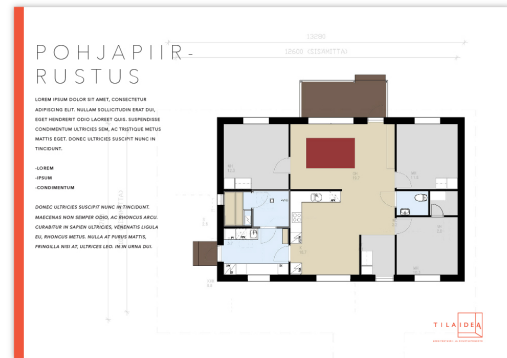 POHJAPIIR-
RUSTUS
LOREM IPSUM DOLOR SIT AMET, CONSECTETUR
ADIPISCING ELIT. NULLAM SOLLICITUDIN ERAT DUI,
EGET HENDRERIT ODIO LAOREET QUIS. SUSPENDISSE
CONDIMENTUM ULTRICIES SEM, AC TRISTIQUE METUS
MATTIS EGET. DONEC ULTRICIES SUSCIPIT NUNC IN
TINCIDUNT.
-LOREM
-IPSUM
-CONDIMENTUM
DONEC ULTRICIES SUSCIPIT NUNC IN TINCIDUNT.
MAECENAS NON SEMPER ODIO, AC RHONCUS ARCU.
CURABITUR IN SAPIEN ULTRICIES, VENENATIS LIGULA
EU, RHONCUS METUS. NULLA AT PURUS MATTIS,
FRINGILLA NISI AT, ULTRICES LEO. IN IN URNA DUI.
TILAIDEA